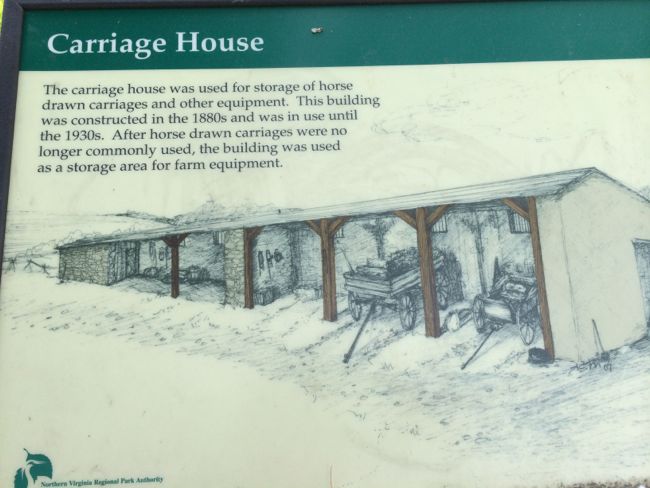 Carriage House
The carriage house was used for storage of horse
drawn carriages and other equipment. This building
was constructed in the 1880s and was in use until
the 1930s. After horse drawn carriages were no
longer commonly used, the building was used
as a storage area for farm equipment.
Northern Virginia Regional Park Authority